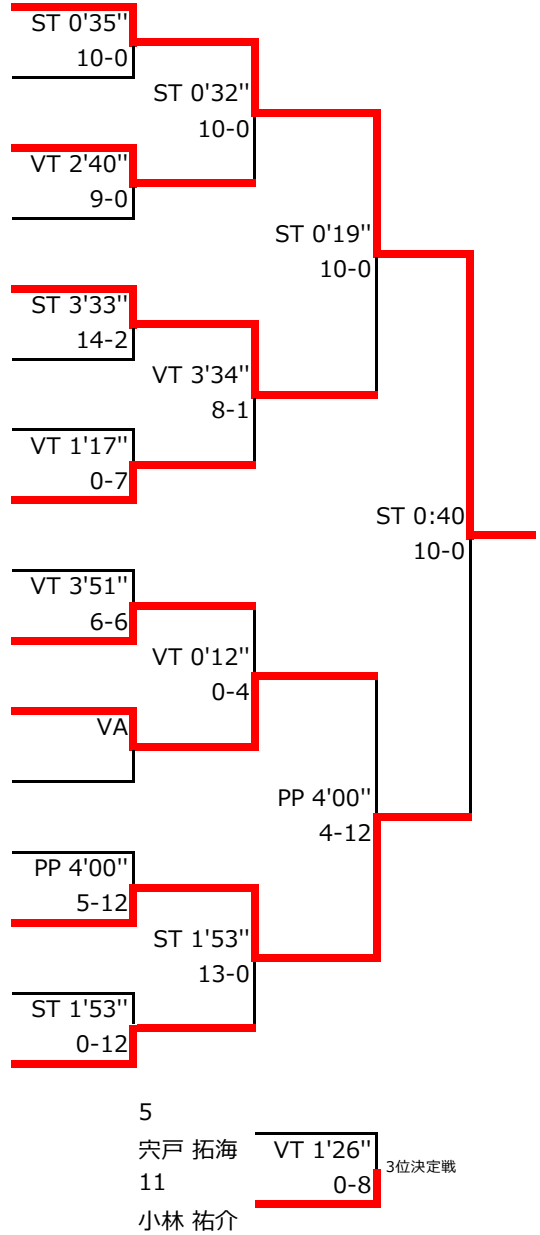 ST 0'35"
10-0
ST 0'32"
10-0
VT 2'40"
9-0
ST 0'19"
10-0
ST 3'33"
14-2
VT 3'34"
8-1
VT 1'17"
0-7
ST 0:40
10-0
VT 3'51"
6-6
VT 0'12"
0-4
VA
PP 4'00"
4-12
PP 4'00"
5-12
ST 1'53"
13-0
ST 1'53"
0-12
5
宍戸 拓海
VT 1'26"
3位決定戦
11
0-8
小林 祐介